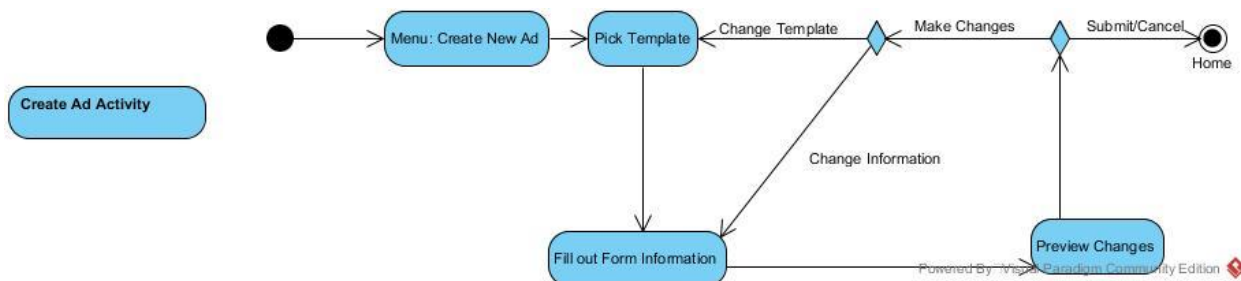 Menu: Create New Ad
Pick Template
Change Template
Make Changes
Submit/Cancel
Home
Create Ad Activity
Change Information
Fill out Form Information
Preview Changes
Powered By Visual Paradigm Community Edition